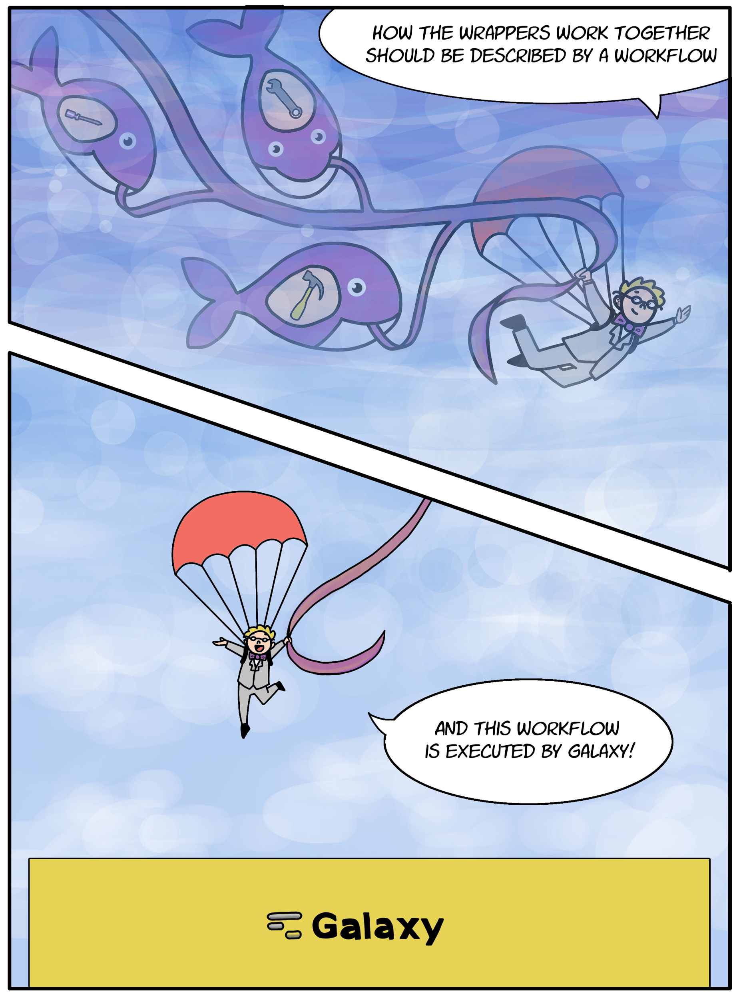 HOW THE WRAPPERS WORK TOGETHER
SHOULD BE DESCRIBED BY A WORKFLOW
AND THIS WORKFLOW
IS EXECUTED BY GALAXY!
Galaxy